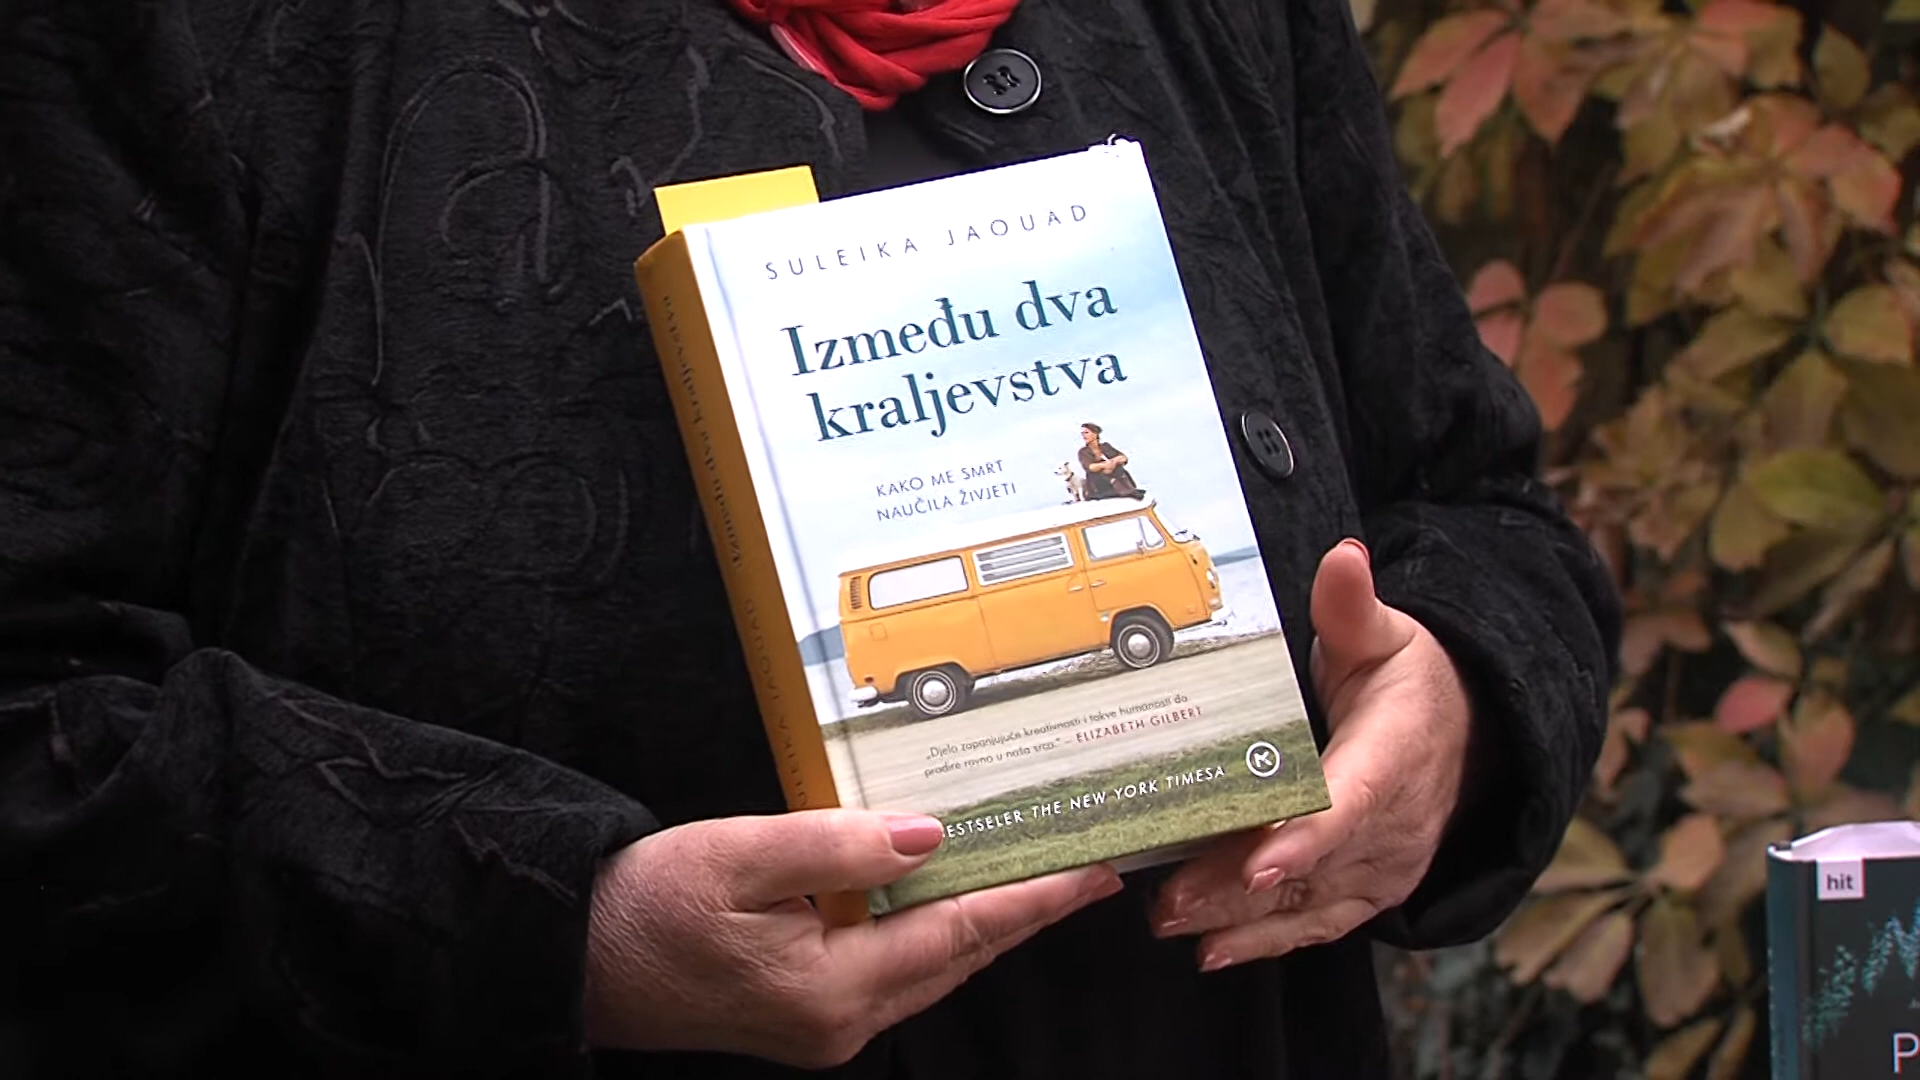 SULEIKA JAOUAD
Između dva
kraljevstva
KAKO ME SMRT
NAUČILA ŽIVJETI
„Djelo zapanjujuće kreativnosti i takve humanosti da
prodire ravno u naša srca.” – ELIZABETH GILBERT
BESTSELER THE NEW YORK TIMESA
SULEIKA JAOUAD Između dva kraljevstva
hit
P